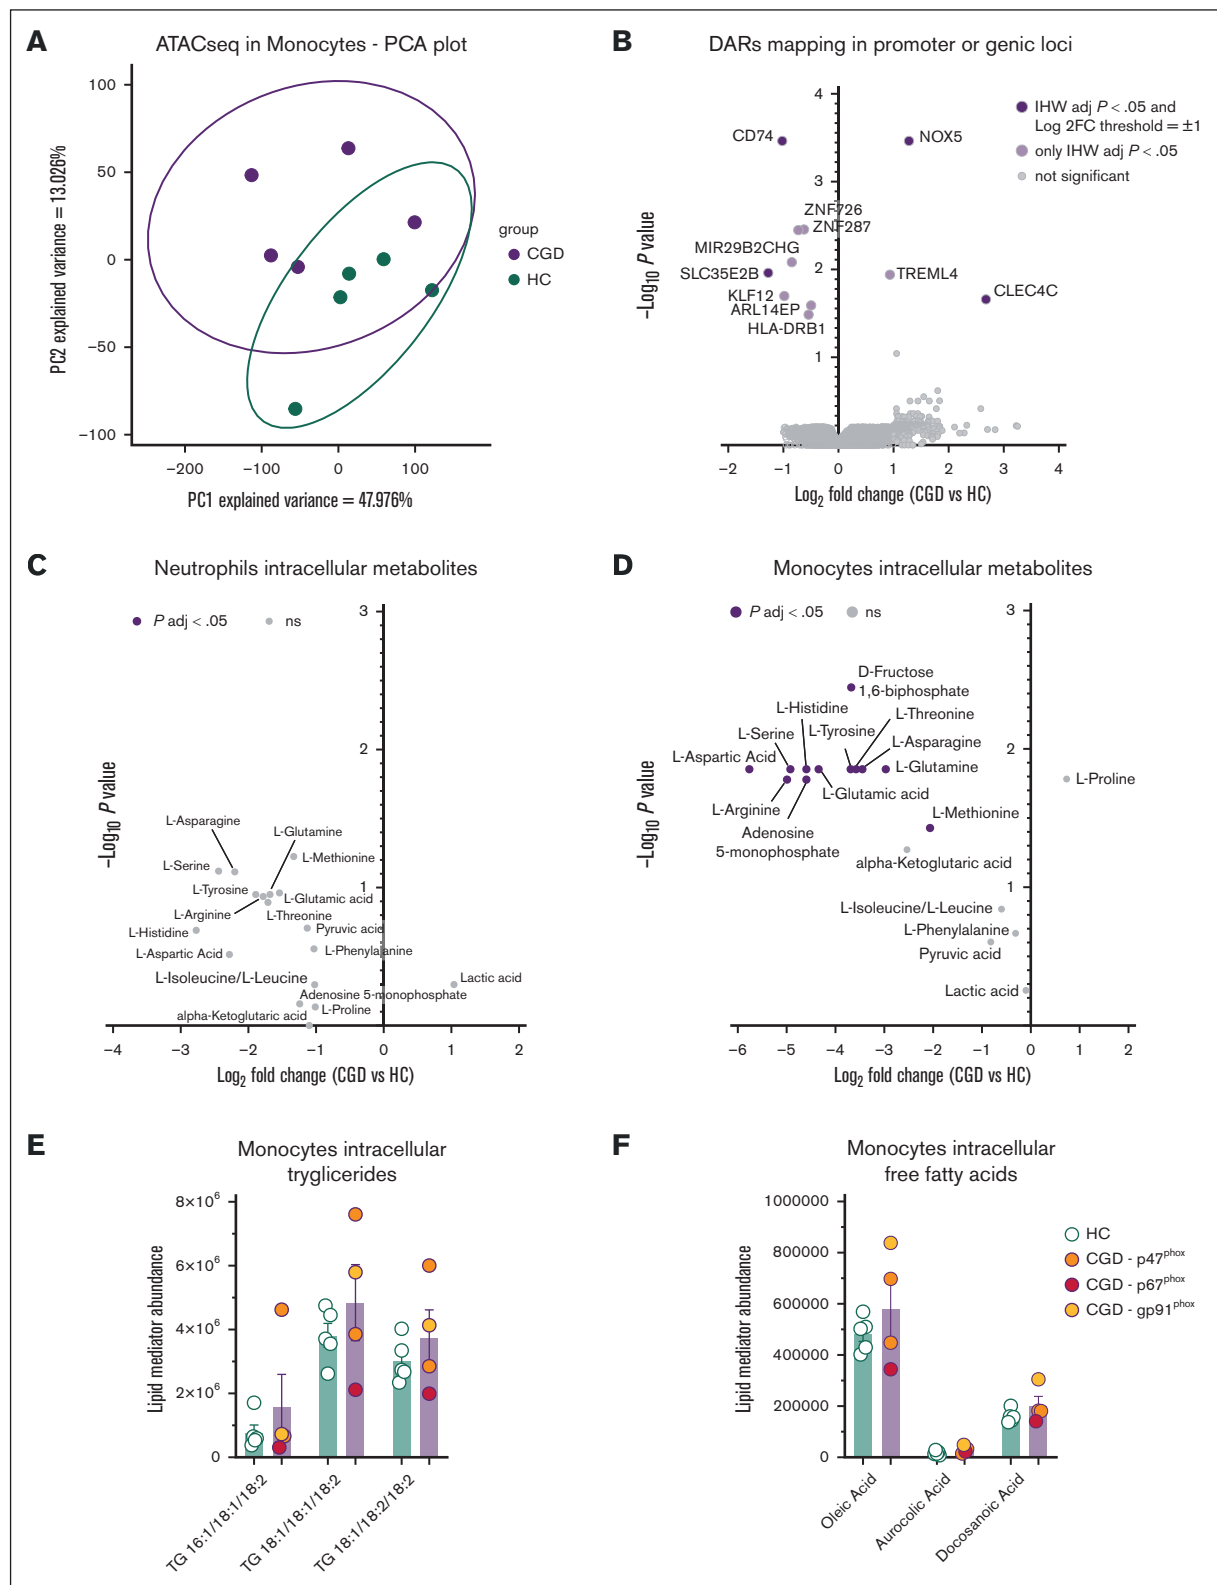 A
ATACseq in Monocytes - PCA plot
100
50
0
−50
−100
PC2 explained variance = 13.026%
−200
−100
0
100
PC1 explained variance = 47.976%
group
CGD
HC
B
DARs mapping in promoter or genic loci
4
3
2
1
−Log10 P value
CD74
NOX5
ZNF726
ZNF287
MIR29B2CHG
SLC35E2B
TREML4
KLF12
CLEC4C
ARL14EP
HLA-DRB1
IHW adj P < .05 and
Log 2FC threshold = ±1
only IHW adj P < .05
not significant
−2
−1
0
1
2
3
4
Log2 fold change (CGD vs HC)
C
Neutrophils intracellular metabolites
P adj < .05
ns
3
2
1
−Log10 P value
L-Asparagine
L-Glutamine
L-Serine
L-Methionine
L-Tyrosine
L-Glutamic acid
L-Arginine
L-Threonine
L-Histidine
Pyruvic acid
L-Aspartic Acid
L-Phenylalanine
L-Isoleucine/L-Leucine
Lactic acid
Adenosine 5-monophosphate
L-Proline
alpha-Ketoglutaric acid
−4
−3
−2
−1
0
1
2
Log2 fold change (CGD vs HC)
D
Monocytes intracellular metabolites
P adj < .05
ns
3
2
1
−Log10 P value
D-Fructose
1,6-biphosphate
L-Histidine
L-Threonine
L-Serine
L-Tyrosine
L-Asparagine
L-Aspartic Acid
L-Glutamine
L-Proline
L-Glutamic acid
L-Arginine
L-Methionine
Adenosine
5-monophosphate
alpha-Ketoglutaric acid
L-Isoleucine/L-Leucine
L-Phenylalanine
Pyruvic acid
Lactic acid
−6
−5
−4
−3
−2
−1
0
1
2
Log2 fold change (CGD vs HC)
E
Monocytes intracellular
tryglicerides
8×10⁶
6×10⁶
4×10⁶
2×10⁶
0
Lipid mediator abundance
TG 16:1/18:1/18:2
TG 18:1/18:1/18:2
TG 18:1/18:2/18:2
F
Monocytes intracellular
free fatty acids
1000000
800000
600000
400000
200000
0
Lipid mediator abundance
Oleic Acid
Aurocolic Acid
Docosanoic Acid
HC
CGD - p47phox
CGD - p67phox
CGD - gp91phox